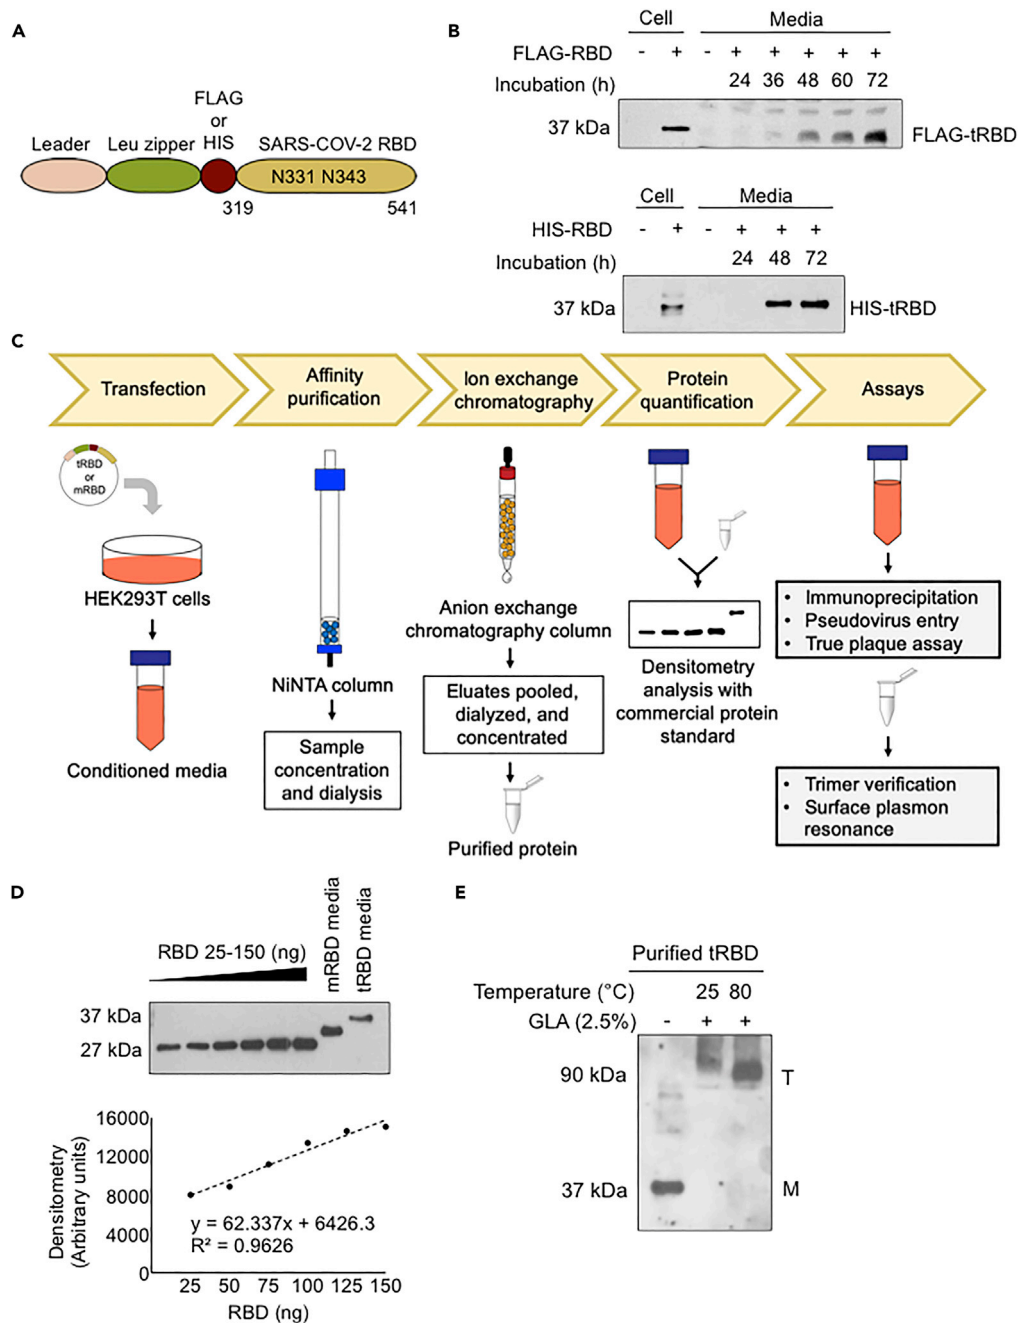 A
FLAG
or
HIS
Leader
Leu zipper
SARS-COV-2 RBD
N331 N343
319
541
B
Cell
Media
FLAG-RBD
- + - + + + + +
Incubation (h)
24 36 48 60 72
37 kDa
FLAG-tRBD
Cell
Media
HIS-RBD
- + - + + +
Incubation (h)
24 48 72
37 kDa
HIS-tRBD
C
Transfection
Affinity
purification
Ion exchange
chromatography
Protein
quantification
Assays
tRBD
or
mRBD
HEK293T cells
Conditioned media
NiNTA column
Sample
concentration
and dialysis
Anion exchange
chromatography column
Eluates pooled,
dialyzed, and
concentrated
Purified protein
Densitometry
analysis with
commercial protein
standard
• Immunoprecipitation
• Pseudovirus entry
• True plaque assay
• Trimer verification
• Surface plasmon
resonance
D
RBD 25-150 (ng)
mRBD media
tRBD media
37 kDa
27 kDa
Densitometry
(Arbitrary units)
16000
12000
8000
4000
0
y = 62.337x + 6426.3
R² = 0.9626
25 50 75 100 125 150
RBD (ng)
E
Purified tRBD
Temperature (°C)
25 80
GLA (2.5%)
- + +
90 kDa
T
37 kDa
M